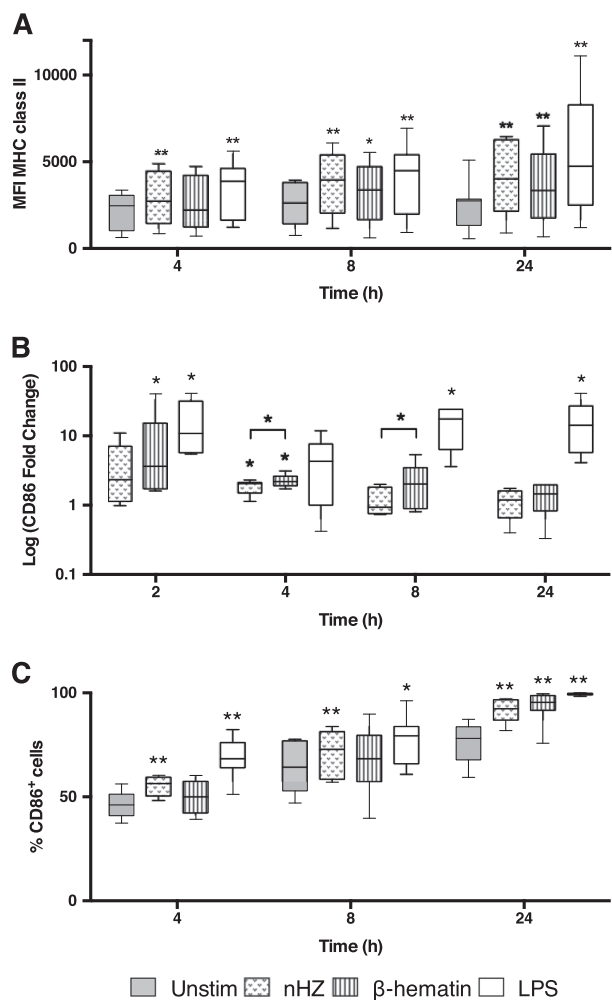 A
MFI MHC class II
10000
5000
0
** ** ** * ** ** ** **
4 8 24
Time (h)
B
Log (CD86 Fold Change)
100
10
1
0.1
* * * * * * * *
2 4 8 24
Time (h)
C
% CD86+ cells
100
50
0
** ** ** * ** ** **
4 8 24
Time (h)
Unstim nHZ β-hematin LPS